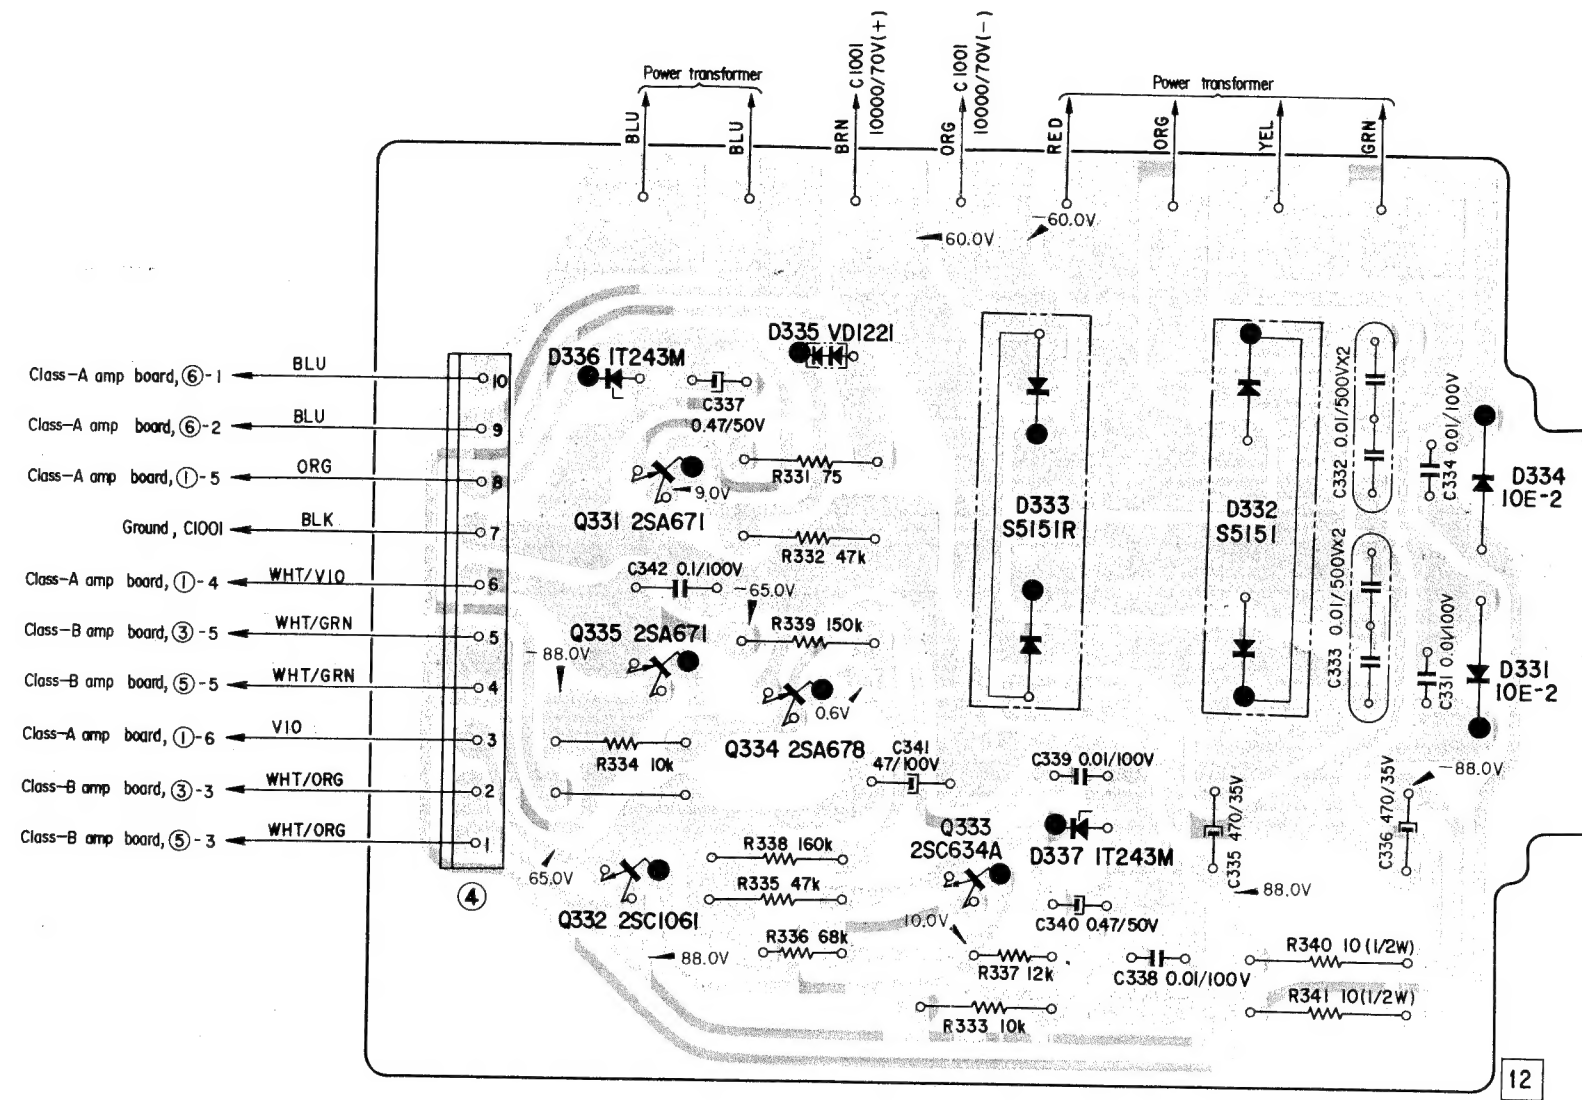 Power transformer
C1001
10000/70V(+)
C1001
10000/70V(-)
Power transformer
BLU
BLU
BRN
ORG
RED
ORG
YEL
GRN
60.0V
-60.0V
Class-A amp board, ⑥-1
BLU
10
Class-A amp board, ⑥-2
BLU
9
Class-A amp board, ①-5
ORG
8
Ground, C1001
BLK
7
Class-A amp board, ①-4
WHT/VIO
6
Class-B amp board, ③-5
WHT/GRN
5
Class-B amp board, ⑤-5
WHT/GRN
4
Class-A amp board, ①-6
VIO
3
Class-B amp board, ③-3
WHT/ORG
2
Class-B amp board, ⑤-3
WHT/ORG
1
④
D336 1T243M
D335 VD1221
C337
0.47/50V
R331 75
9.0V
Q331 2SA671
R332 47k
C342 0.1/100V
-65.0V
R339 150k
Q335 2SA671
-88.0V
0.6V
Q334 2SA678
R334 10k
C341
47/100V
D333
S5151R
D332
S5151
C332 0.01/500VX2
C334 0.01/100V
D334
10E-2
C333 0.01/500VX2
C331 0.01/100V
D331
10E-2
C339 0.01/100V
-88.0V
C335 470/35V
C336 470/35V
Q333
2SC634A
D337 1T243M
R338 160k
R335 47k
65.0V
Q332 2SC1061
88.0V
10.0V
C340 0.47/50V
R336 68k
88.0V
R337 12k
C338 0.01/100V
R340 10 (1/2W)
R341 10(1/2W)
R333 10k
12